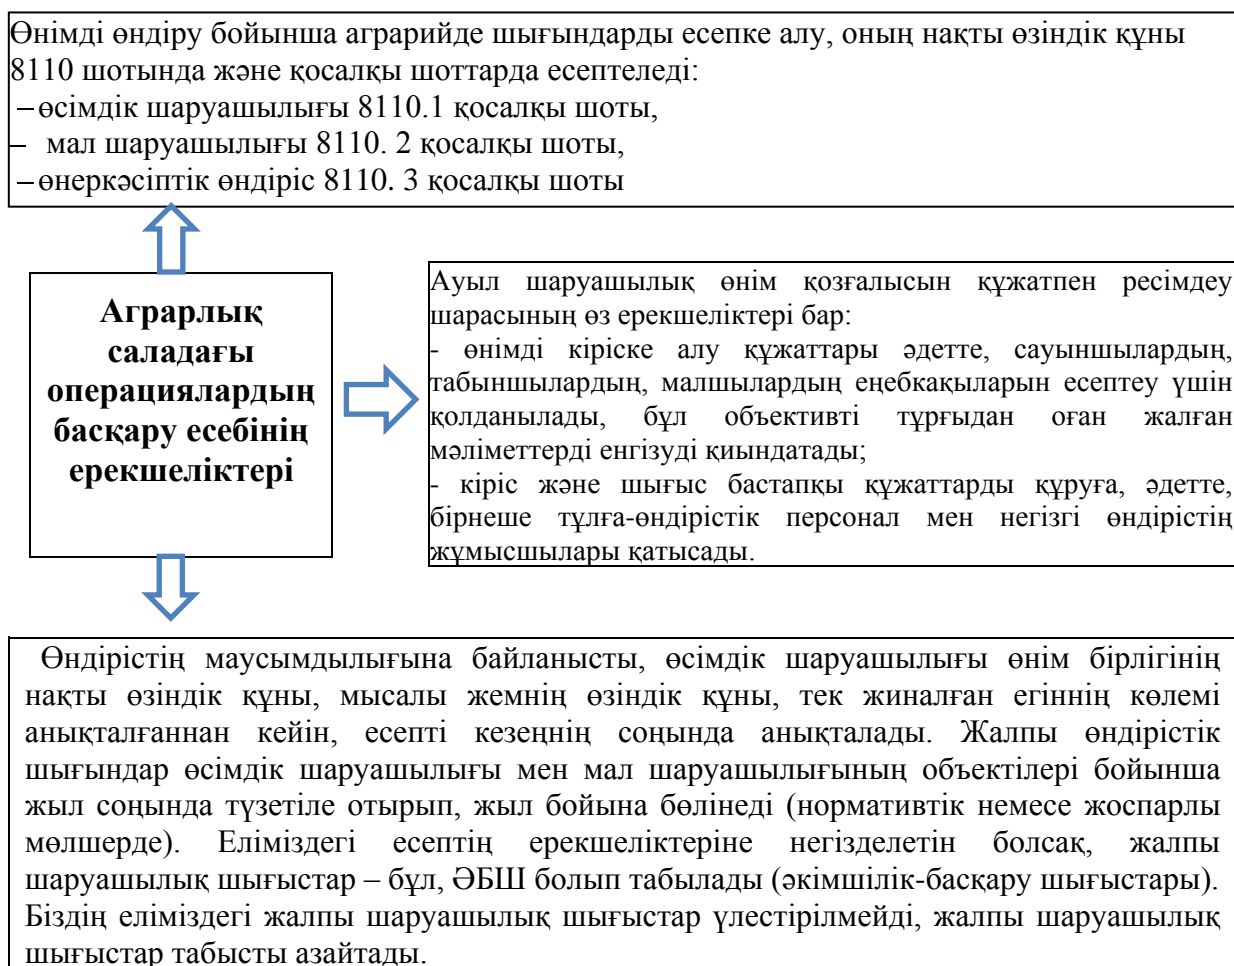 Өнімді өндіру бойынша аграрийде шығындарды есепке алу, оның нақты өзіндік құны
8110 шотында және қосалқы шоттарда есептеледі:
–өсімдік шаруашылығы 8110.1 қосалқы шоты,
– мал шаруашылығы 8110. 2 қосалқы шоты,
–өнеркәсіптік өндіріс 8110. 3 қосалқы шоты
Аграрлық
саладағы
операциялардың
басқару есебінің
ерекшеліктері
Ауыл шаруашылық өнім қозғалысын құжатпен ресімдеу
шарасының өз ерекшеліктері бар:
- өнімді кіріске алу құжаттары әдетте, сауыншылардың,
табыншылардың, малшылардың еңебкақыларын есептеу үшін
қолданылады, бұл объективті тұрғыдан оған жалған
мәліметтерді енгізуді қиындатады;
- кіріс және шығыс бастапқы құжаттарды құруға, әдетте,
бірнеше тұлға-өндірістік персонал мен негізгі өндірістің
жұмысшылары қатысады.
Өндірістің маусымдылығына байланысты, өсімдік шаруашылығы өнім бірлігінің
нақты өзіндік құны, мысалы жемнің өзіндік құны, тек жиналған егіннің көлемі
анықталғаннан кейін, есепті кезеңнің соңында анықталады. Жалпы өндірістік
шығындар өсімдік шаруашылығы мен мал шаруашылығының объектілері бойынша
жыл соңында түзетіле отырып, жыл бойына бөлінеді (нормативтік немесе жоспарлы
мөлшерде). Еліміздегі есептің ерекшеліктеріне негізделетін болсақ, жалпы
шаруашылық шығыстар – бұл, ӘБШ болып табылады (әкімшілік-басқару шығыстары).
Біздің еліміздегі жалпы шаруашылық шығыстар үлестірілмейді, жалпы шаруашылық
шығыстар табысты азайтады.